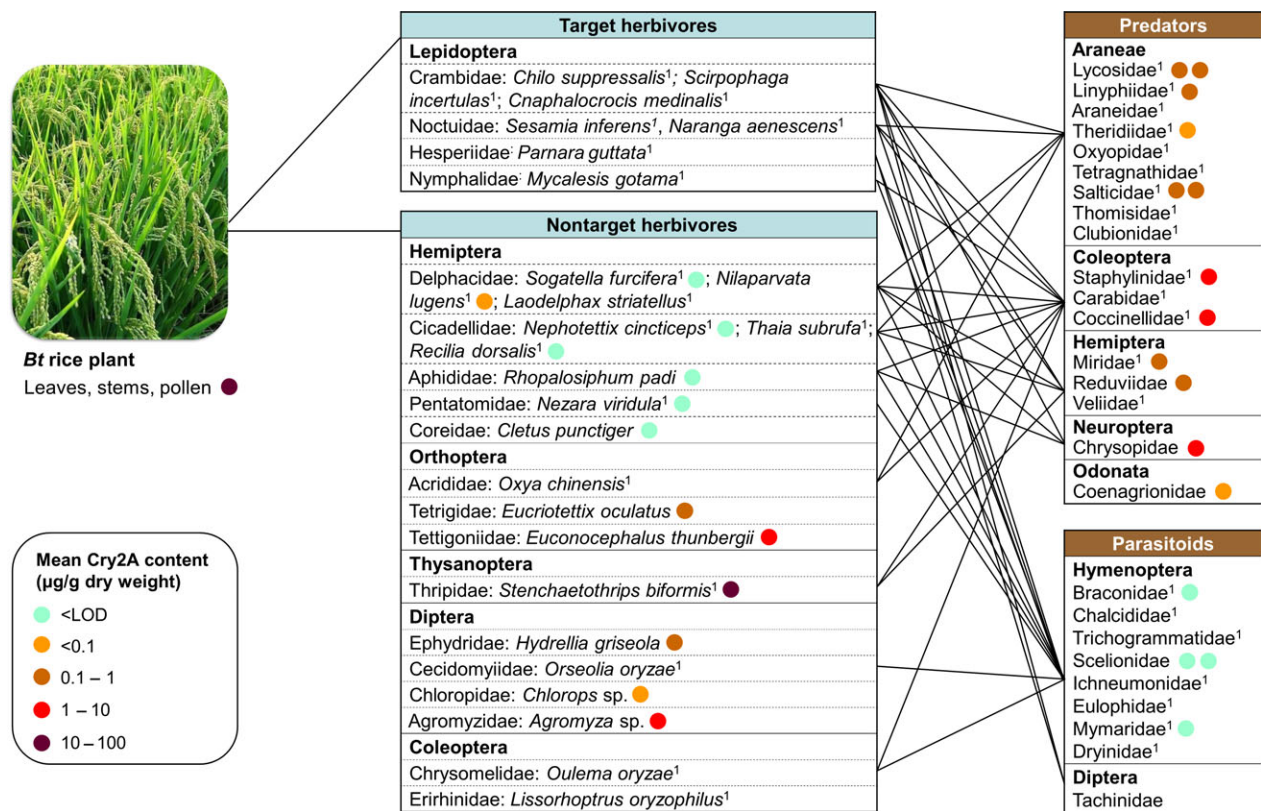 Target herbivores
Lepidoptera
Crambidae: Chilo suppressalis¹; Scirpophaga
incertulas¹; Cnaphalocrocis medinalis¹
Noctuidae: Sesamia inferens¹, Naranga aenescens¹
Hesperiidae: Parnara guttata¹
Nymphalidae: Mycalesis gotama¹
Nontarget herbivores
Hemiptera
Delphacidae: Sogatella furcifera¹; Nilaparvata
lugens¹; Laodelphax striatellus¹
Cicadellidae: Nephotettix cincticeps¹; Thaia subrufa¹;
Recilia dorsalis¹
Aphididae: Rhopalosiphum padi
Pentatomidae: Nezara viridula¹
Coreidae: Cletus punctiger
Orthoptera
Acrididae: Oxya chinensis¹
Tetrigidae: Eucriotettix oculatus
Tettigoniidae: Euconocephalus thunbergii
Thysanoptera
Thripidae: Stenchaetothrips biformis¹
Diptera
Ephydridae: Hydrellia griseola
Cecidomyiidae: Orseolia oryzae¹
Chloropidae: Chlorops sp.
Agromyzidae: Agromyza sp.
Coleoptera
Chrysomelidae: Oulema oryzae¹
Erirhinidae: Lissorhoptrus oryzophilus¹
Bt rice plant
Leaves, stems, pollen
Mean Cry2A content
(µg/g dry weight)
<LOD
<0.1
0.1 – 1
1 – 10
10 – 100
Predators
Araneae
Lycosidae¹
Linyphiidae¹
Araneidae¹
Theridiidae¹
Oxyopidae¹
Tetragnathidae¹
Salticidae¹
Thomisidae¹
Clubionidae¹
Coleoptera
Staphylinidae¹
Carabidae¹
Coccinellidae¹
Hemiptera
Miridae¹
Reduviidae
Veliidae¹
Neuroptera
Chrysopidae
Odonata
Coenagrionidae
Parasitoids
Hymenoptera
Braconidae¹
Chalcididae¹
Trichogrammatidae¹
Scelionidae
Ichneumonidae¹
Eulophidae¹
Mymaridae¹
Dryinidae¹
Diptera
Tachinidae